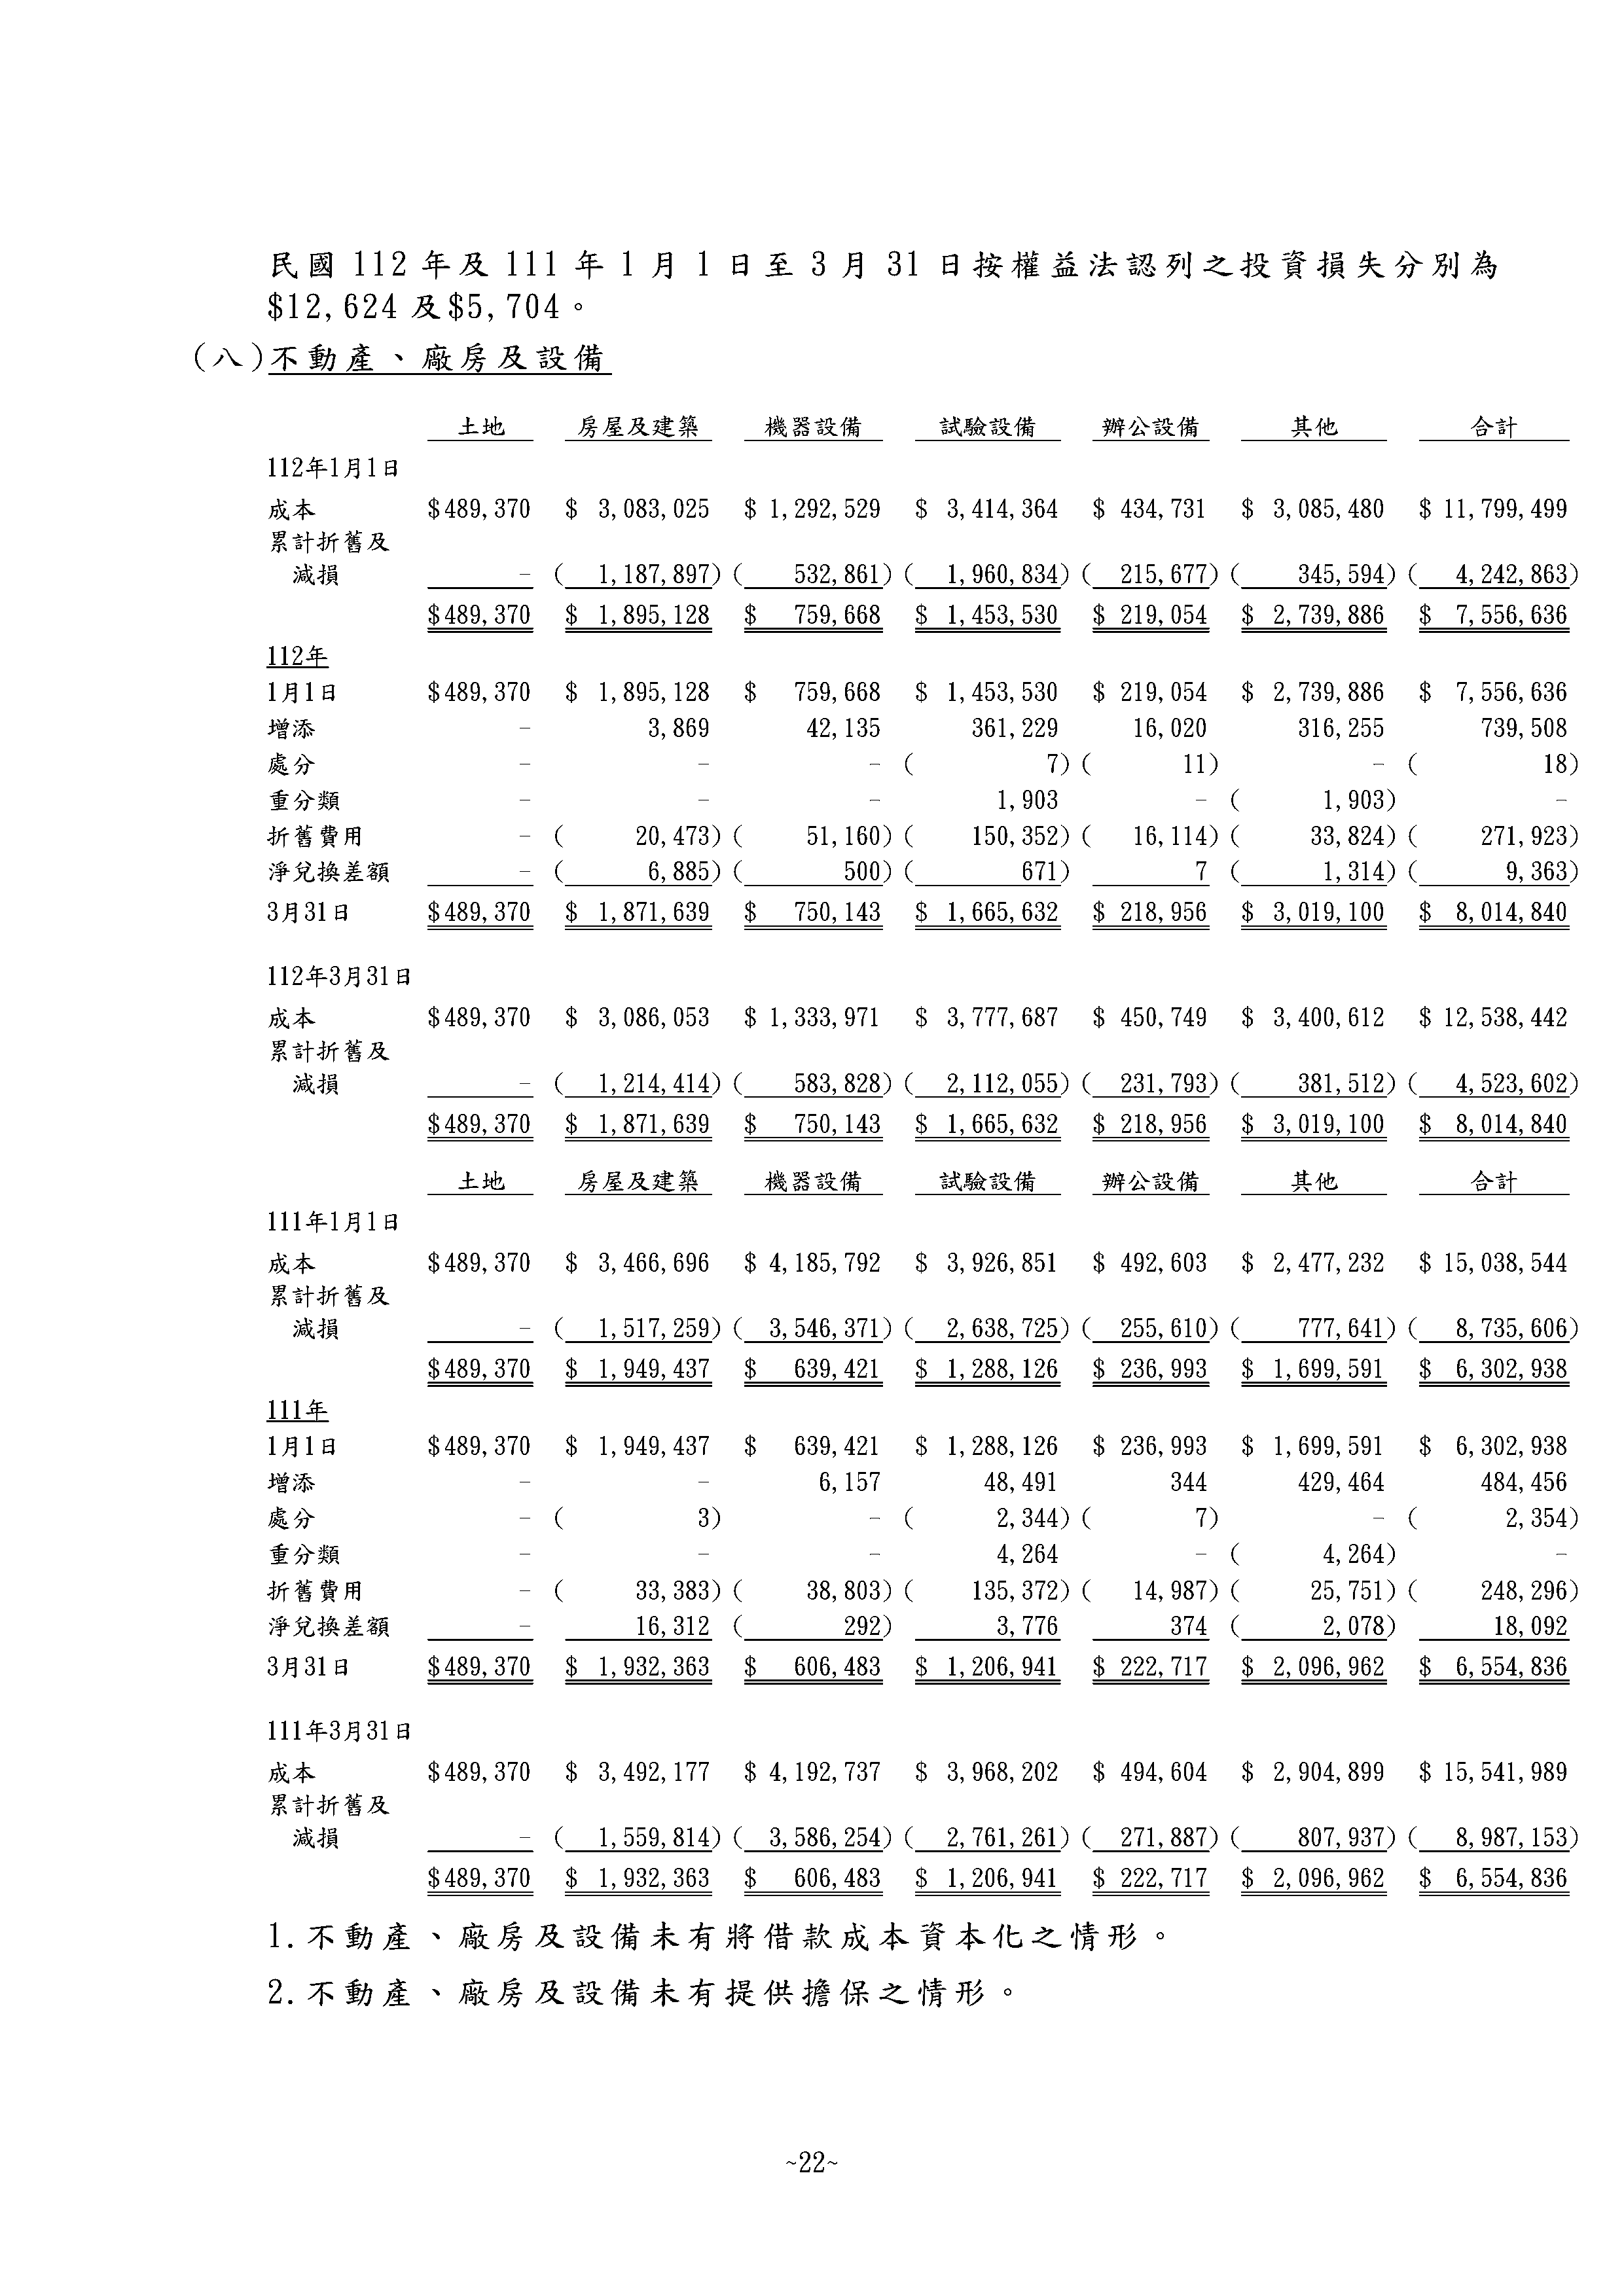 民國 112 年及 111 年 1 月 1 日至 3 月 31 日按權益法認列之投資損失分別為
$12,624 及$5,704。
(八)不動產、廠房及設備
土地 房屋及建築 機器設備 試驗設備 辦公設備 其他 合計
112年1月1日
成本 $489,370 $ 3,083,025 $ 1,292,529 $ 3,414,364 $ 434,731 $ 3,085,480 $ 11,799,499
累計折舊及
減損 - ( 1,187,897) ( 532,861) ( 1,960,834) ( 215,677) ( 345,594) ( 4,242,863)
$489,370 $ 1,895,128 $ 759,668 $ 1,453,530 $ 219,054 $ 2,739,886 $ 7,556,636
112年
1月1日 $489,370 $ 1,895,128 $ 759,668 $ 1,453,530 $ 219,054 $ 2,739,886 $ 7,556,636
增添 - 3,869 42,135 361,229 16,020 316,255 739,508
處分 - - - ( 7) ( 11) - ( 18)
重分類 - - - 1,903 - ( 1,903) -
折舊費用 - ( 20,473) ( 51,160) ( 150,352) ( 16,114) ( 33,824) ( 271,923)
淨兌換差額 - ( 6,885) ( 500) ( 671) 7 ( 1,314) ( 9,363)
3月31日 $489,370 $ 1,871,639 $ 750,143 $ 1,665,632 $ 218,956 $ 3,019,100 $ 8,014,840
112年3月31日
成本 $489,370 $ 3,086,053 $ 1,333,971 $ 3,777,687 $ 450,749 $ 3,400,612 $ 12,538,442
累計折舊及
減損 - ( 1,214,414) ( 583,828) ( 2,112,055) ( 231,793) ( 381,512) ( 4,523,602)
$489,370 $ 1,871,639 $ 750,143 $ 1,665,632 $ 218,956 $ 3,019,100 $ 8,014,840
土地 房屋及建築 機器設備 試驗設備 辦公設備 其他 合計
111年1月1日
成本 $489,370 $ 3,466,696 $ 4,185,792 $ 3,926,851 $ 492,603 $ 2,477,232 $ 15,038,544
累計折舊及
減損 - ( 1,517,259) ( 3,546,371) ( 2,638,725) ( 255,610) ( 777,641) ( 8,735,606)
$489,370 $ 1,949,437 $ 639,421 $ 1,288,126 $ 236,993 $ 1,699,591 $ 6,302,938
111年
1月1日 $489,370 $ 1,949,437 $ 639,421 $ 1,288,126 $ 236,993 $ 1,699,591 $ 6,302,938
增添 - - 6,157 48,491 344 429,464 484,456
處分 - ( 3) - ( 2,344) ( 7) - ( 2,354)
重分類 - - - 4,264 - ( 4,264) -
折舊費用 - ( 33,383) ( 38,803) ( 135,372) ( 14,987) ( 25,751) ( 248,296)
淨兌換差額 - 16,312 ( 292) 3,776 374 ( 2,078) 18,092
3月31日 $489,370 $ 1,932,363 $ 606,483 $ 1,206,941 $ 222,717 $ 2,096,962 $ 6,554,836
111年3月31日
成本 $489,370 $ 3,492,177 $ 4,192,737 $ 3,968,202 $ 494,604 $ 2,904,899 $ 15,541,989
累計折舊及
減損 - ( 1,559,814) ( 3,586,254) ( 2,761,261) ( 271,887) ( 807,937) ( 8,987,153)
$489,370 $ 1,932,363 $ 606,483 $ 1,206,941 $ 222,717 $ 2,096,962 $ 6,554,836
1.不動產、廠房及設備未有將借款成本資本化之情形。
2.不動產、廠房及設備未有提供擔保之情形。
~22~